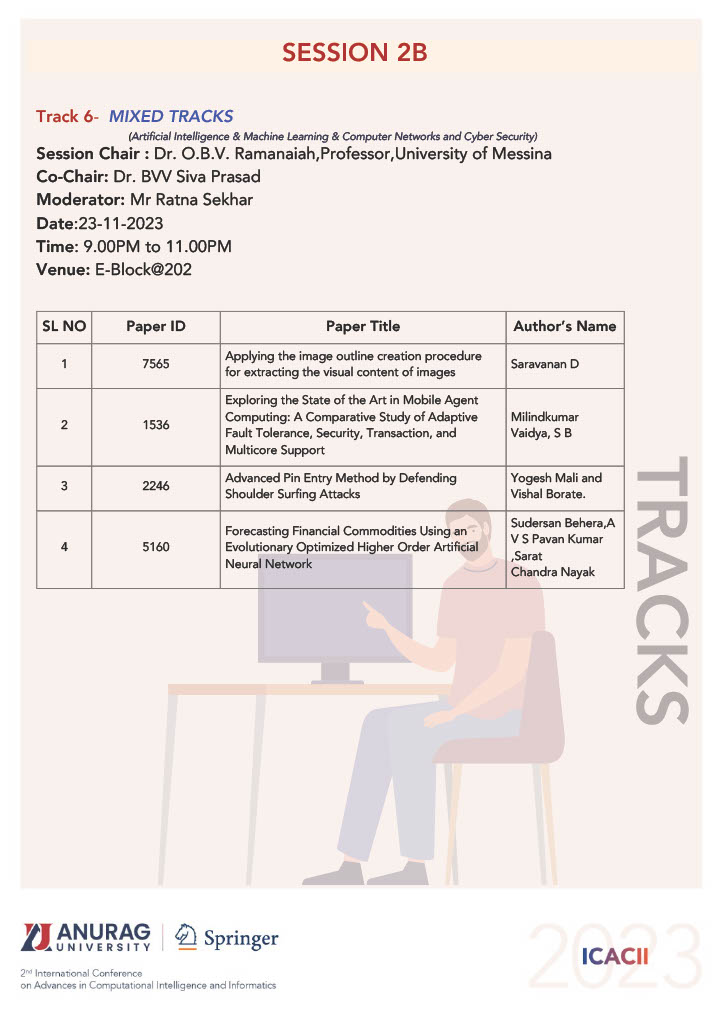 SESSION 2B
Track 6- MIXED TRACKS
(Artificial Intelligence & Machine Learning & Computer Networks and Cyber Security)
Session Chair : Dr. O.B.V. Ramanaiah,Professor,University of Messina
Co-Chair: Dr. BVV Siva Prasad
Moderator: Mr Ratna Sekhar
Date:23-11-2023
Time: 9.00PM to 11.00PM
Venue: E-Block@202
SL NO Paper ID Paper Title Author's Name
1 7565 Applying the image outline creation procedure
for extracting the visual content of images
Saravanan D
2 1536 Exploring the State of the Art in Mobile Agent
Computing: A Comparative Study of Adaptive
Fault Tolerance, Security, Transaction, and
Multicore Support
Milindkumar
Vaidya, S B
3 2246 Advanced Pin Entry Method by Defending
Shoulder Surfing Attacks
Yogesh Mali and
Vishal Borate.
4 5160 Forecasting Financial Commodities Using an
Evolutionary Optimized Higher Order Artificial
Neural Network
Sudersan Behera,A
V S Pavan Kumar
,Sarat
Chandra Nayak
TRACKS
ANURAG
UNIVERSITY
Springer
2nd International Conference
on Advances in Computational Intelligence and Informatics
2023
ICACII